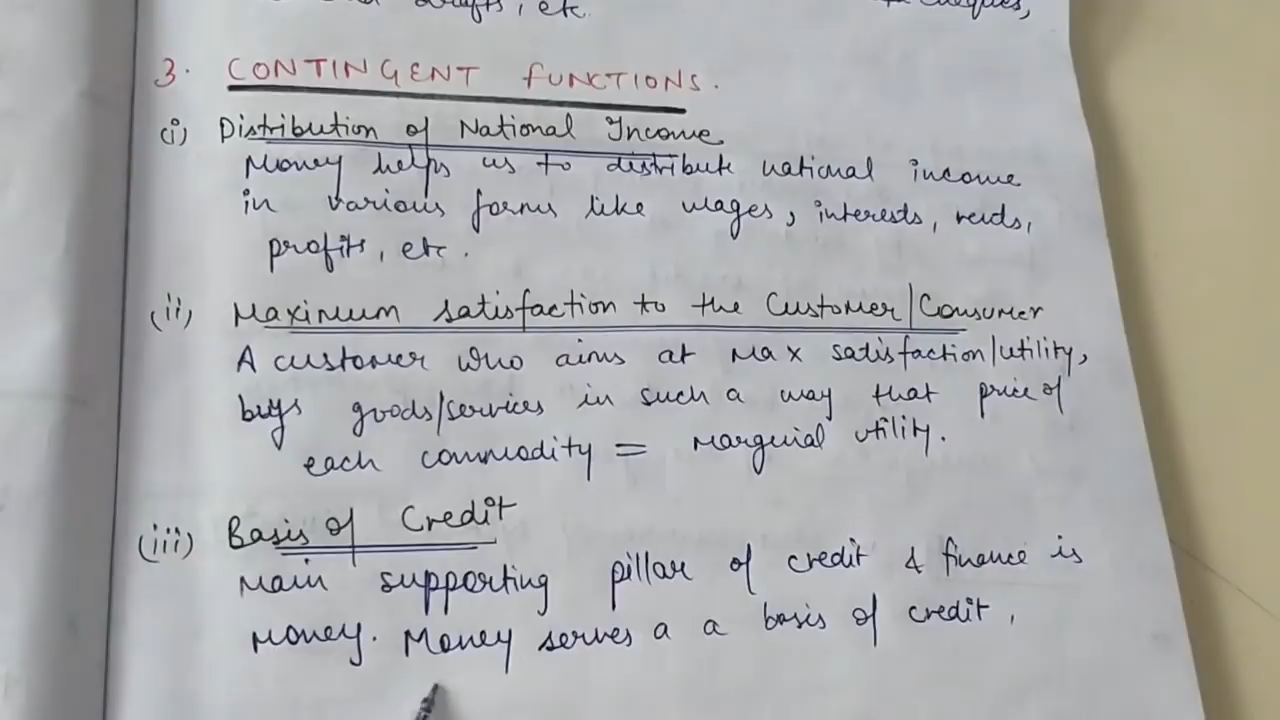 drafts, etc. cheques,
3. CONTINGENT FUNCTIONS.
(i) Distribution of National Income
Money helps us to distribute national income
in various forms like wages, interests, rents,
profits, etc.
(ii) Maximum satisfaction to the Customer/Consumer
A customer who aims at max satisfaction/utility,
buys goods/services in such a way that price of
each commodity = marginal utility.
(iii) Basis of Credit
Main supporting pillar of credit & finance is
money. Money serves a a basis of credit,